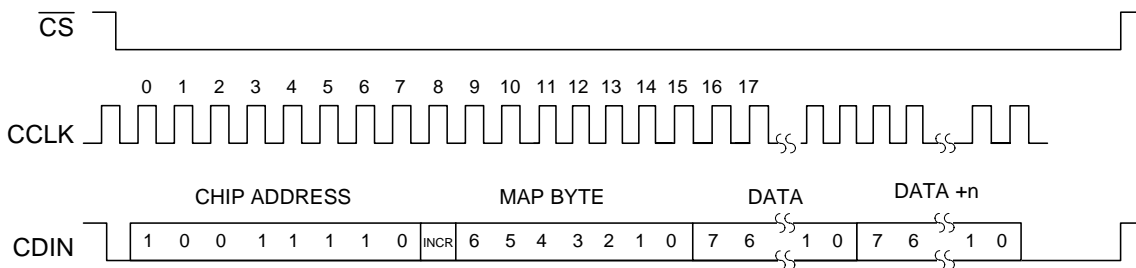 CS
0 1 2 3 4 5 6 7 8 9 10 11 12 13 14 15 16 17
CCLK
CHIP ADDRESS MAP BYTE DATA DATA +n
CDIN 1 0 0 1 1 1 1 0 INCR 6 5 4 3 2 1 0 7 6 1 0 7 6 1 0